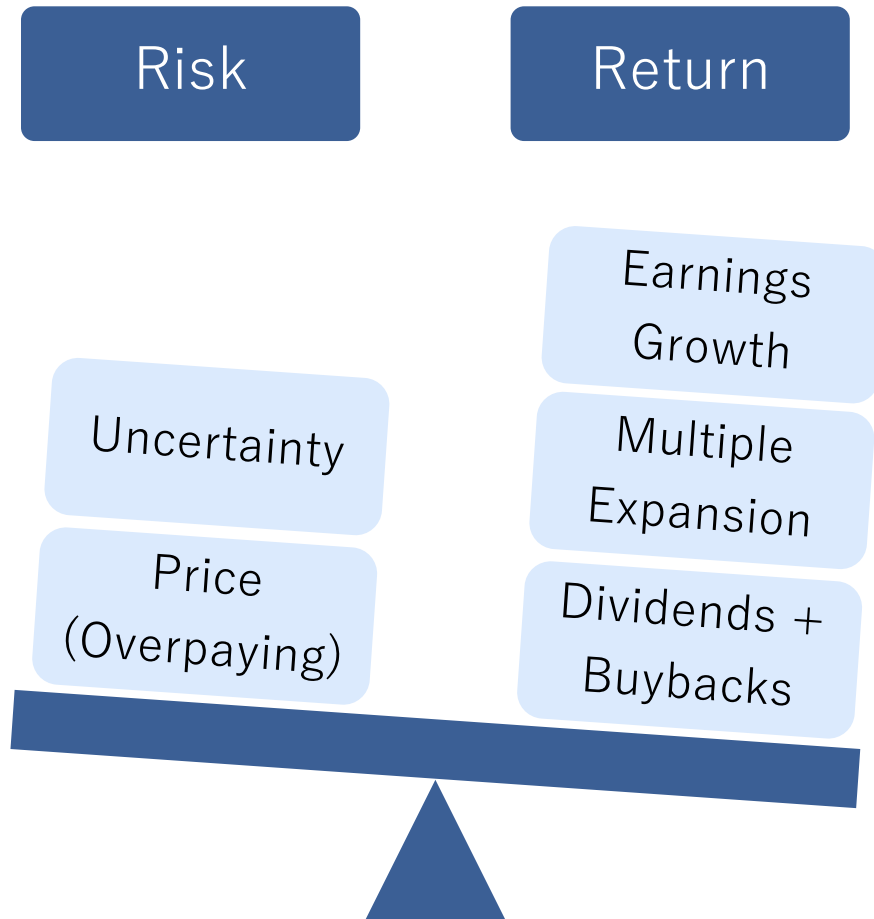 Risk
Return
Uncertainty
Price
(Overpaying)
Earnings
Growth
Multiple
Expansion
Dividends +
Buybacks